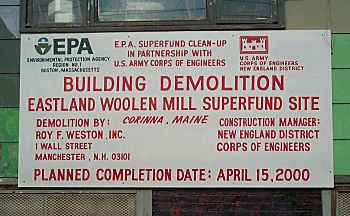 EPA
ENVIRONMENTAL PROTECTION AGENCY
REGION NO. 1
BOSTON, MASSACHUSETTS
E.P.A. SUPERFUND CLEAN-UP
IN PARTNERSHIP WITH
U.S. ARMY CORPS OF ENGINEERS
U.S. ARMY
CORPS OF ENGINEERS
NEW ENGLAND DISTRICT
BUILDING DEMOLITION
EASTLAND WOOLEN MILL SUPERFUND SITE
CORINNA, MAINE
DEMOLITION BY:
ROY F. WESTON, INC.
1 WALL STREET
MANCHESTER, N.H. 03101
CONSTRUCTION MANAGER:
NEW ENGLAND DISTRICT
CORPS OF ENGINEERS
PLANNED COMPLETION DATE: APRIL 15, 2000